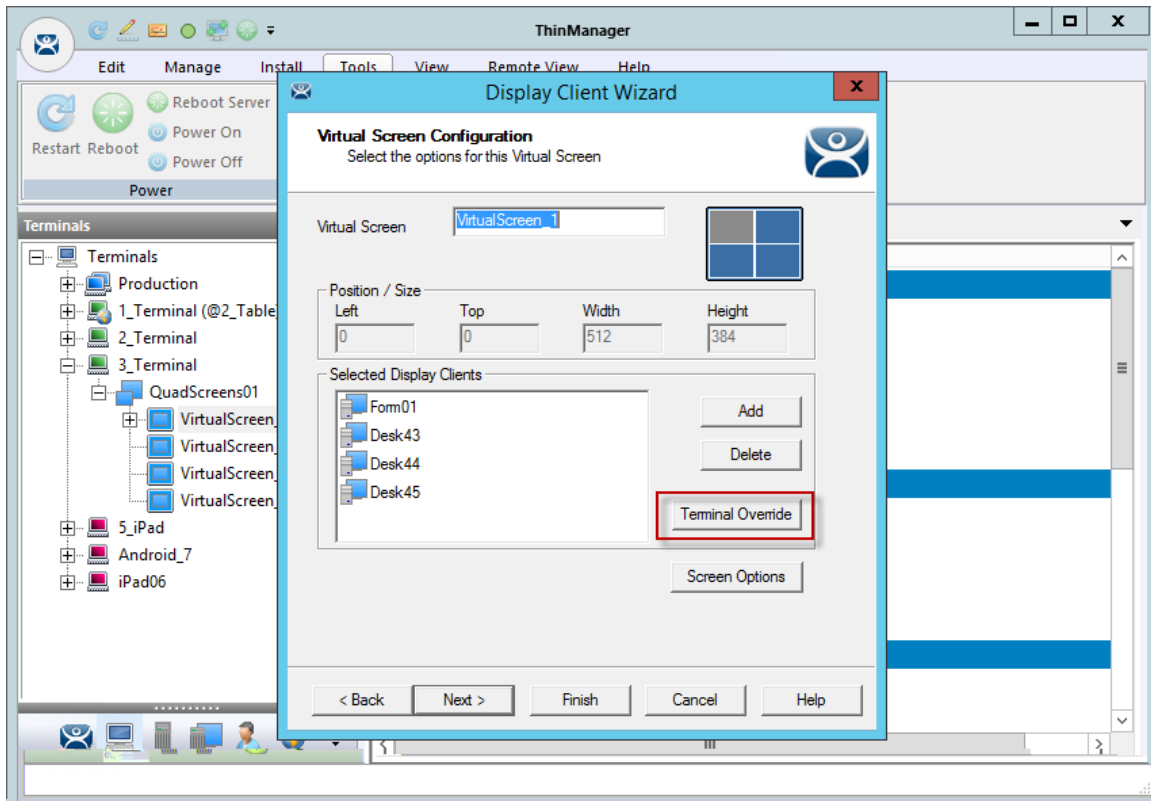 ThinManager
Edit Manage Install Tools View Remote View Help
Restart Reboot
Reboot Server
Power On
Power Off
Power
Terminals
Terminals
Production
1_Terminal (@2_Table
2_Terminal
3_Terminal
QuadScreens01
VirtualScreen_
VirtualScreen_
VirtualScreen_
VirtualScreen_
5_iPad
Android_7
iPad06
Display Client Wizard
x
Virtual Screen Configuration
Select the options for this Virtual Screen
Virtual Screen VirtualScreen_1
Position / Size
Left Top Width Height
0 0 512 384
Selected Display Clients
Form01
Desk43
Desk44
Desk45
Add
Delete
Terminal Override
Screen Options
< Back Next > Finish Cancel Help